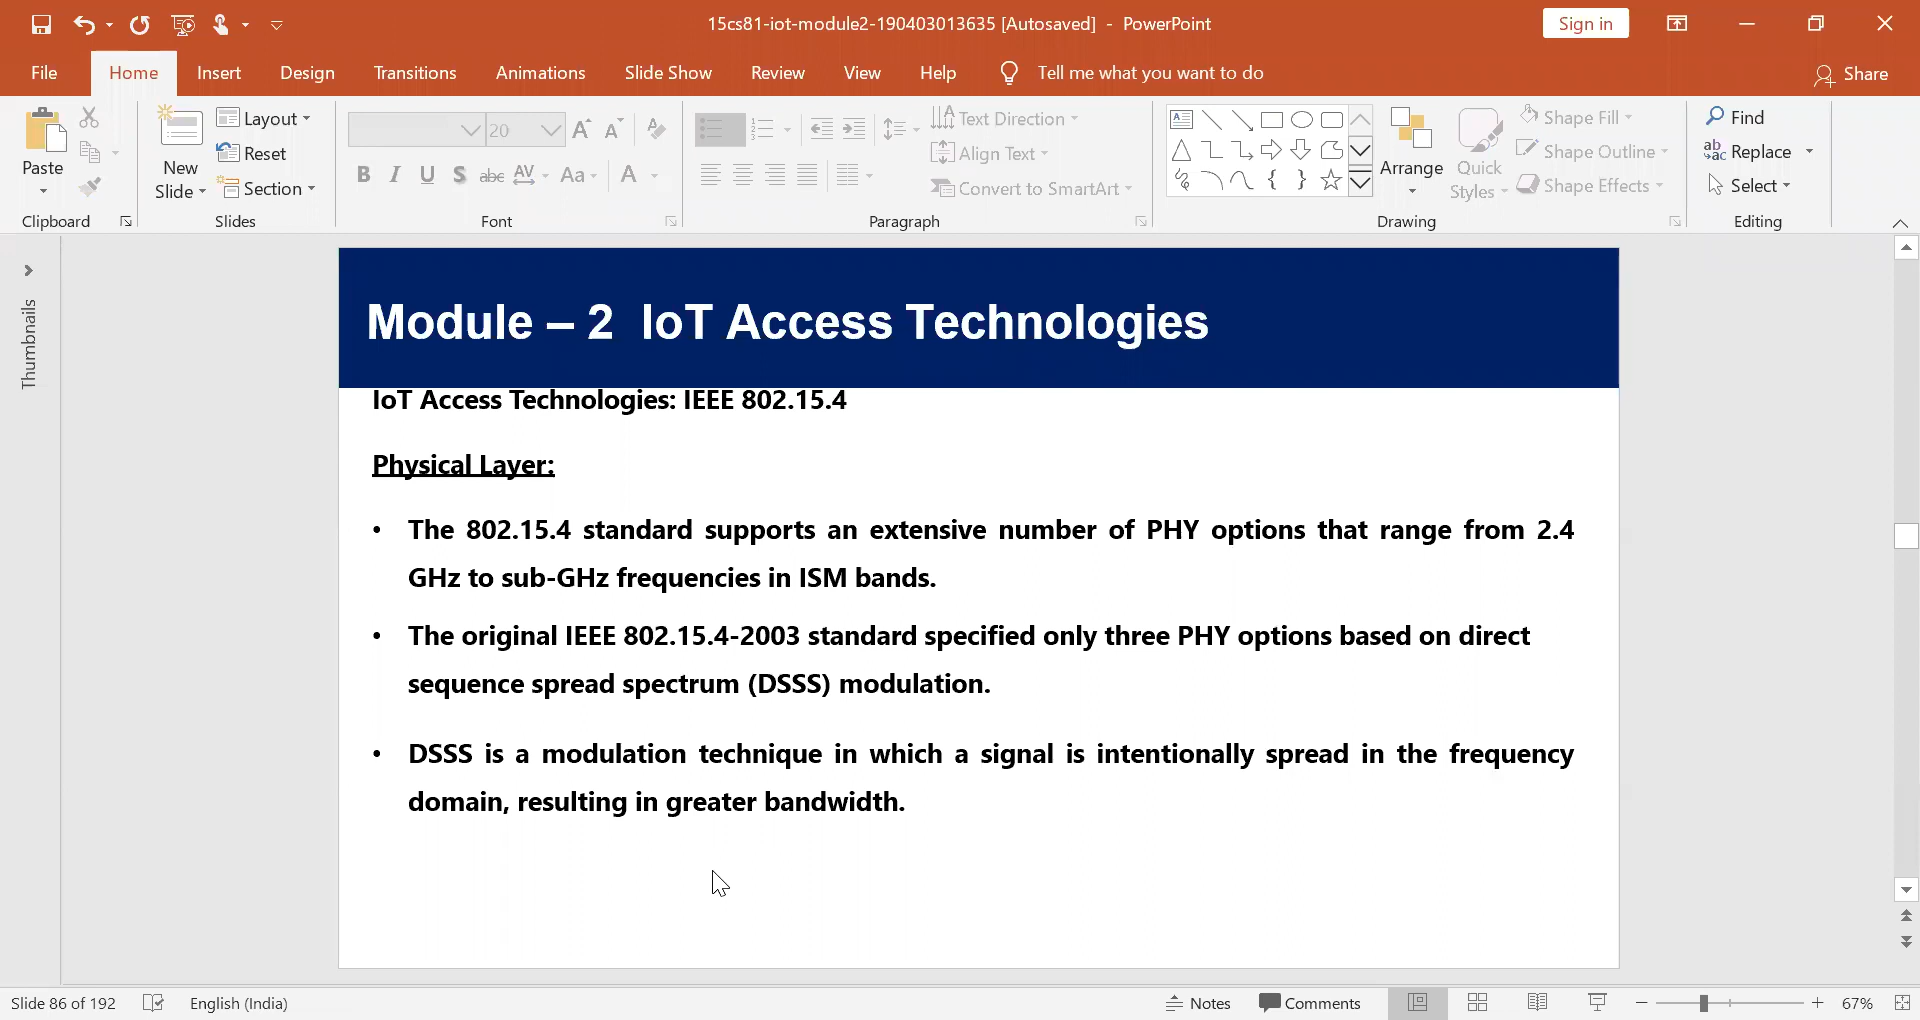 15cs81-iot-module2-190403013635 [Autosaved] - PowerPoint
Sign in
File Home Insert Design Transitions Animations Slide Show Review View Help Tell me what you want to do Share
Paste
Clipboard
New Slide
Layout
Reset
Section
Slides
20
B I U S abc AV Aa A
Font
Text Direction
Align Text
Convert to SmartArt
Paragraph
Arrange
Quick Styles
Shape Fill
Shape Outline
Shape Effects
Drawing
Find
Replace
Select
Editing
Thumbnails
Module – 2 IoT Access Technologies
IoT Access Technologies: IEEE 802.15.4
Physical Layer:
• The 802.15.4 standard supports an extensive number of PHY options that range from 2.4
GHz to sub-GHz frequencies in ISM bands.
• The original IEEE 802.15.4-2003 standard specified only three PHY options based on direct
sequence spread spectrum (DSSS) modulation.
• DSSS is a modulation technique in which a signal is intentionally spread in the frequency
domain, resulting in greater bandwidth.
Slide 86 of 192 English (India) Notes Comments 67%